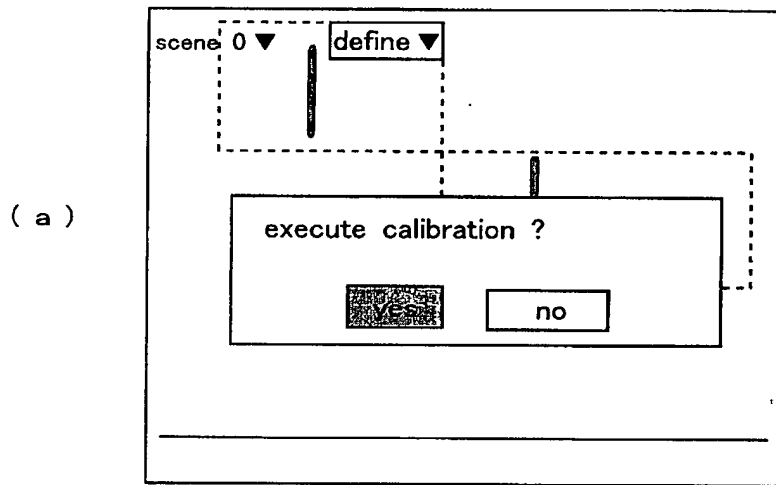 scene 0 ▼ define ▼
( a )
execute calibration ?
yes no